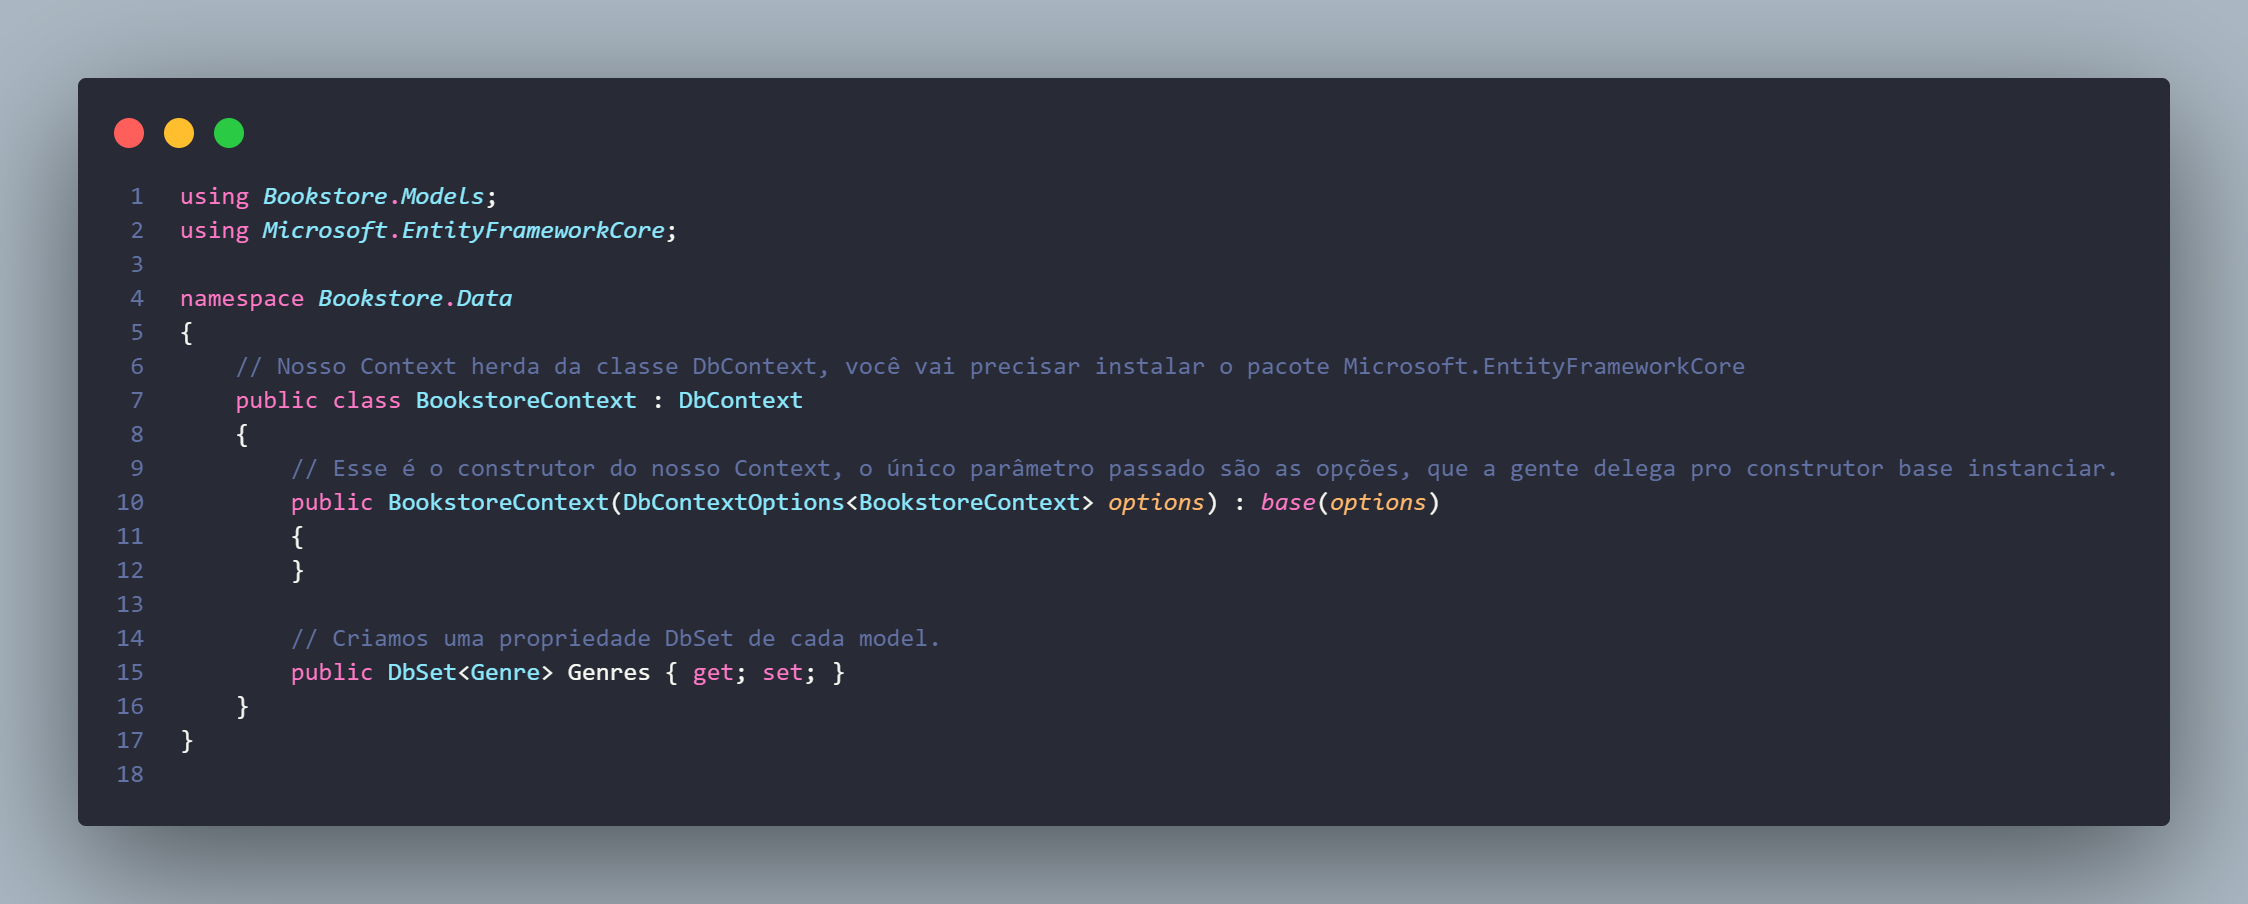 1 using Bookstore.Models;
2 using Microsoft.EntityFrameworkCore;
3
4 namespace Bookstore.Data
5 {
6     // Nosso Context herda da classe DbContext, você vai precisar instalar o pacote Microsoft.EntityFrameworkCore
7     public class BookstoreContext : DbContext
8     {
9         // Esse é o construtor do nosso Context, o único parâmetro passado são as opções, que a gente delega pro construtor base instanciar.
10         public BookstoreContext(DbContextOptions<BookstoreContext> options) : base(options)
11         {
12         }
13
14         // Criamos uma propriedade DbSet de cada model.
15         public DbSet<Genre> Genres { get; set; }
16     }
17 }
18